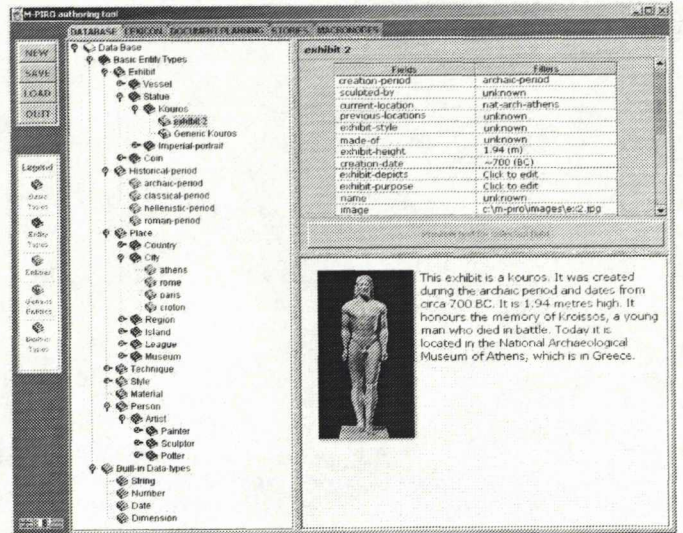 M-PIRO authoring tool
DATABASE LEXICON DOCUMENT PLANNING STORIES MACRONODES
NEW
SAVE
LOAD
QUIT
Legend
Basic
Types
Entity
Types
Entities
Generic
Entities
Built-in
Types
Data Base
Basic Entity Types
Exhibit
Vessel
Statue
Kouros
exhibit 2
Generic Kouros
Imperial-portrait
Coin
Historical-period
archaic-period
classical-period
hellenistic-period
roman-period
Place
Country
City
athens
rome
paris
croton
Region
Island
League
Museum
Technique
Style
Material
Person
Artist
Painter
Sculptor
Potter
Built-in Data-types
String
Number
Date
Dimension
exhibit 2
Fields Fillers
creation-period archaic-period
sculpted-by unknown
current-location nat-arch-athens
previous-locations unknown
exhibit-style unknown
made-of unknown
exhibit-height 1.94 (m)
creation-date ~700 (BC)
exhibit-depicts Click to edit
exhibit-purpose Click to edit
name unknown
image c:\m-piro\images\ex2.jpg
This exhibit is a kouros. It was created
during the archaic period and dates from
circa 700 BC. It is 1.94 metres high. It
honours the memory of kroissos, a young
man who died in battle. Today it is
located in the National Archaeological
Museum of Athens, which is in Greece.